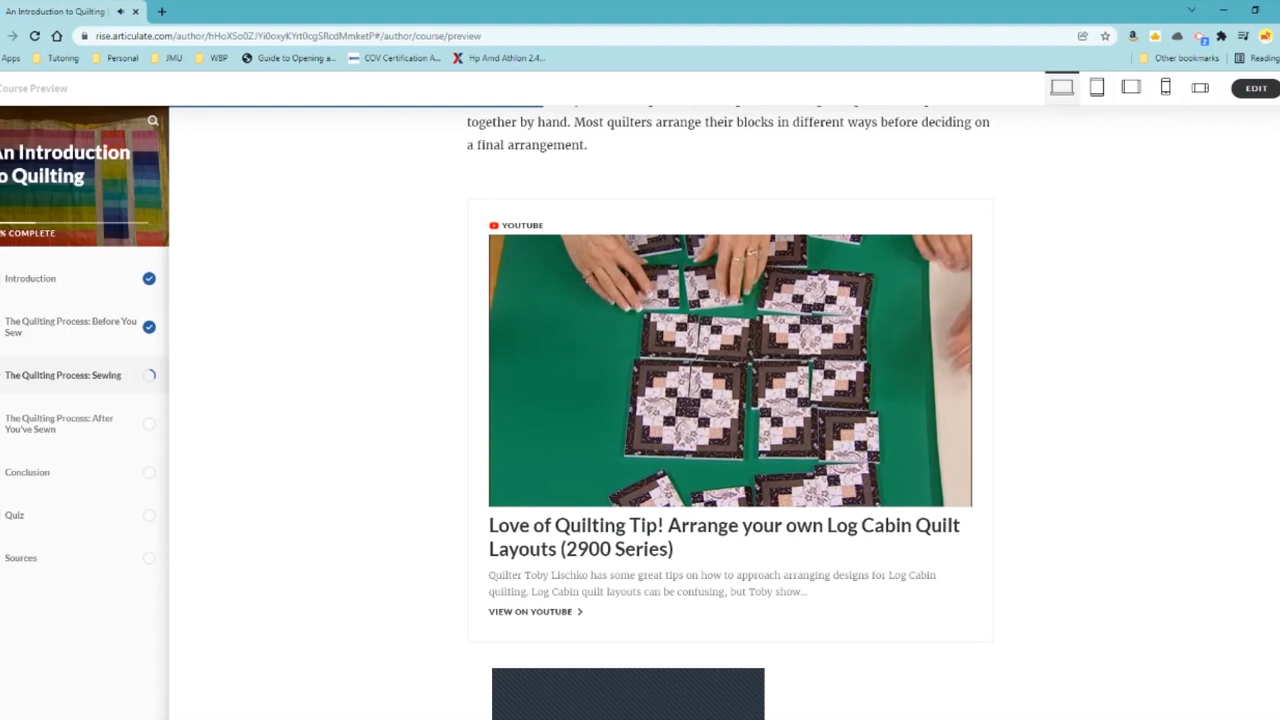 An Introduction to Quilting
rise.articulate.com/author/hHoXSo0ZJYi0oxyKYrt0cgSRcdMmketP#/author/course/preview
Apps Tutoring Personal JMU WBP Guide to Opening a... COV Certification A... Hp Amd Athlon 2.4... Other bookmarks Reading
Course Preview
EDIT
An Introduction
to Quilting
% COMPLETE
Introduction
The Quilting Process: Before You
Sew
The Quilting Process: Sewing
The Quilting Process: After
You've Sewn
Conclusion
Quiz
Sources
together by hand. Most quilters arrange their blocks in different ways before deciding on
a final arrangement.
YOUTUBE
Love of Quilting Tip! Arrange your own Log Cabin Quilt
Layouts (2900 Series)
Quilter Toby Lischko has some great tips on how to approach arranging designs for Log Cabin
quilting. Log Cabin quilt layouts can be confusing, but Toby show...
VIEW ON YOUTUBE